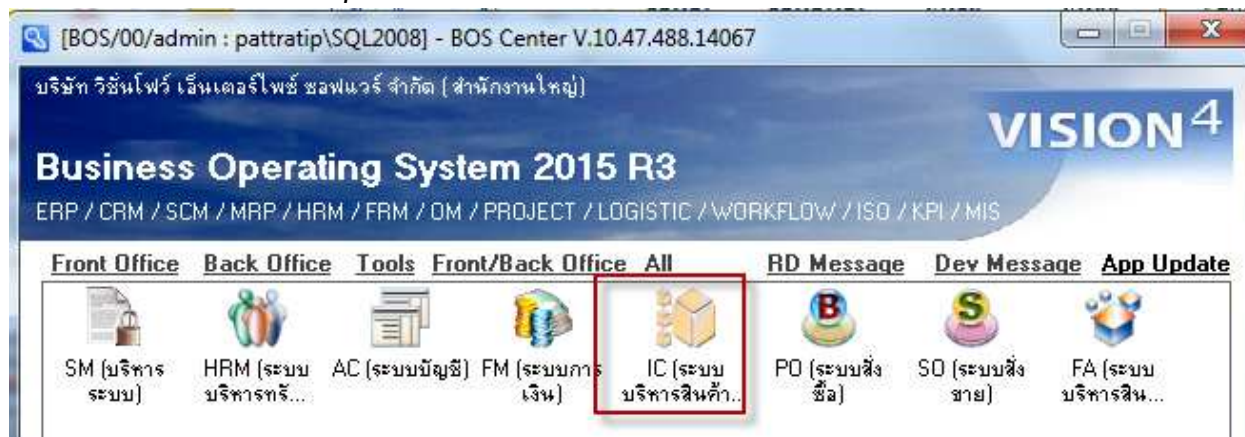 [BOS/00/admin : pattratip\SQL2008] - BOS Center V.10.47.488.14067
บริษัท วิชั่นโฟว์ เอ็นเตอร์ไพซ์ ซอฟแวร์ จำกัด (สำนักงานใหญ่)
VISION4
Business Operating System 2015 R3
ERP / CRM / SCM / MRP / HRM / FRM / OM / PROJECT / LOGISTIC / WORKFLOW / ISO / KPI / MIS
Front Office Back Office Tools Front/Back Office All RD Message Dev Message App Update
B S
SM (บริหาร HRM (ระบบ AC (ระบบบัญชี) FM (ระบบการ IC (ระบบ PO (ระบบสั่ง SO (ระบบสั่ง FA (ระบบ
ระบบ) บริหารทรั... เงิน) บริหารสินค้า.. ซื้อ) ขาย) บริหารสิน...